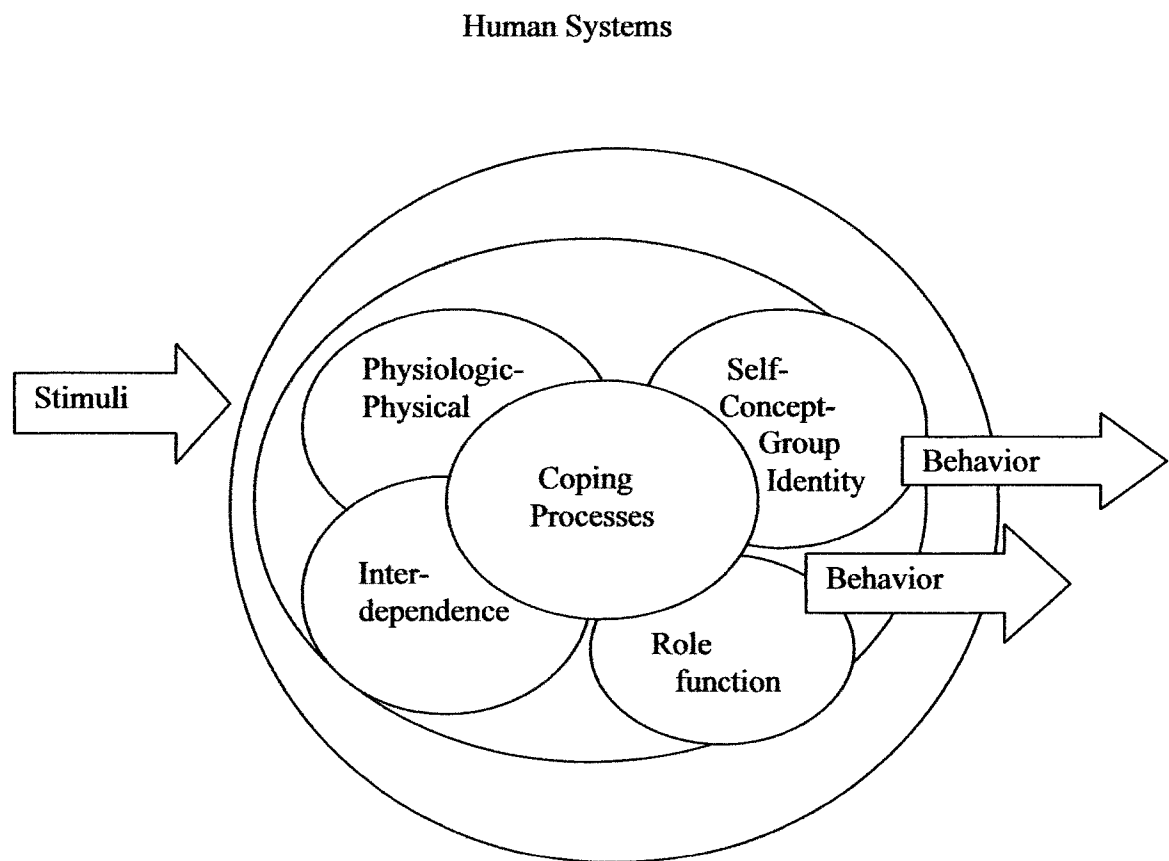 Human Systems
Stimuli
Physiologic-
Physical
Self-
Concept-
Group
Identity
Coping
Processes
Behavior
Inter-
dependence
Behavior
Role
function